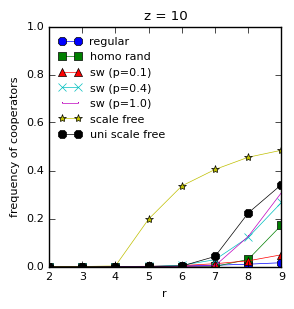 z = 10
1.0
0.8
0.6
0.4
0.2
0.0
frequency of cooperators
regular
homo rand
sw (p=0.1)
sw (p=0.4)
sw (p=1.0)
scale free
uni scale free
2 3 4 5 6 7 8 9
r